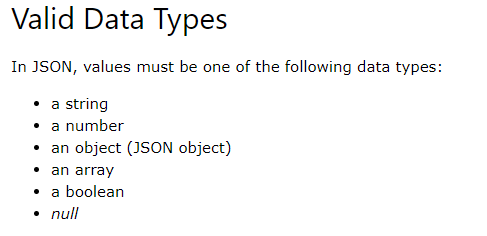 Valid Data Types
In JSON, values must be one of the following data types:
• a string
• a number
• an object (JSON object)
• an array
• a boolean
• null